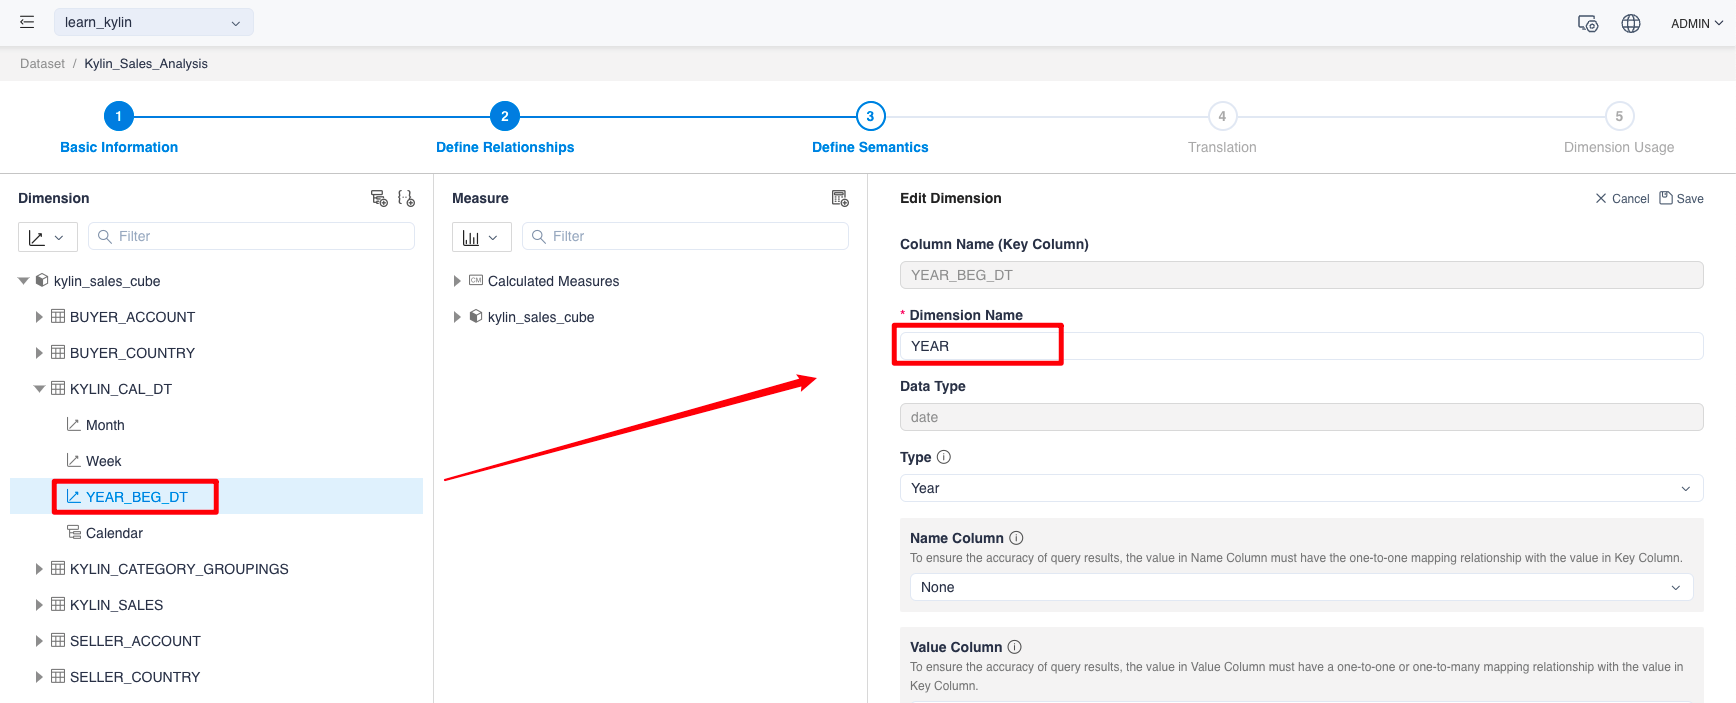 learn_kylin
ADMIN
Dataset / Kylin_Sales_Analysis
1
2
3
4
5
Basic Information
Define Relationships
Define Semantics
Translation
Dimension Usage
Dimension
Filter
kylin_sales_cube
BUYER_ACCOUNT
BUYER_COUNTRY
KYLIN_CAL_DT
Month
Week
YEAR_BEG_DT
Calendar
KYLIN_CATEGORY_GROUPINGS
KYLIN_SALES
SELLER_ACCOUNT
SELLER_COUNTRY
Measure
Filter
CM Calculated Measures
kylin_sales_cube
Edit Dimension
Cancel
Save
Column Name (Key Column)
YEAR_BEG_DT
* Dimension Name
YEAR
Data Type
date
Type
Year
Name Column
To ensure the accuracy of query results, the value in Name Column must have the one-to-one mapping relationship with the value in Key Column.
None
Value Column
To ensure the accuracy of query results, the value in Value Column must have a one-to-one or one-to-many mapping relationship with the value in
Key Column.